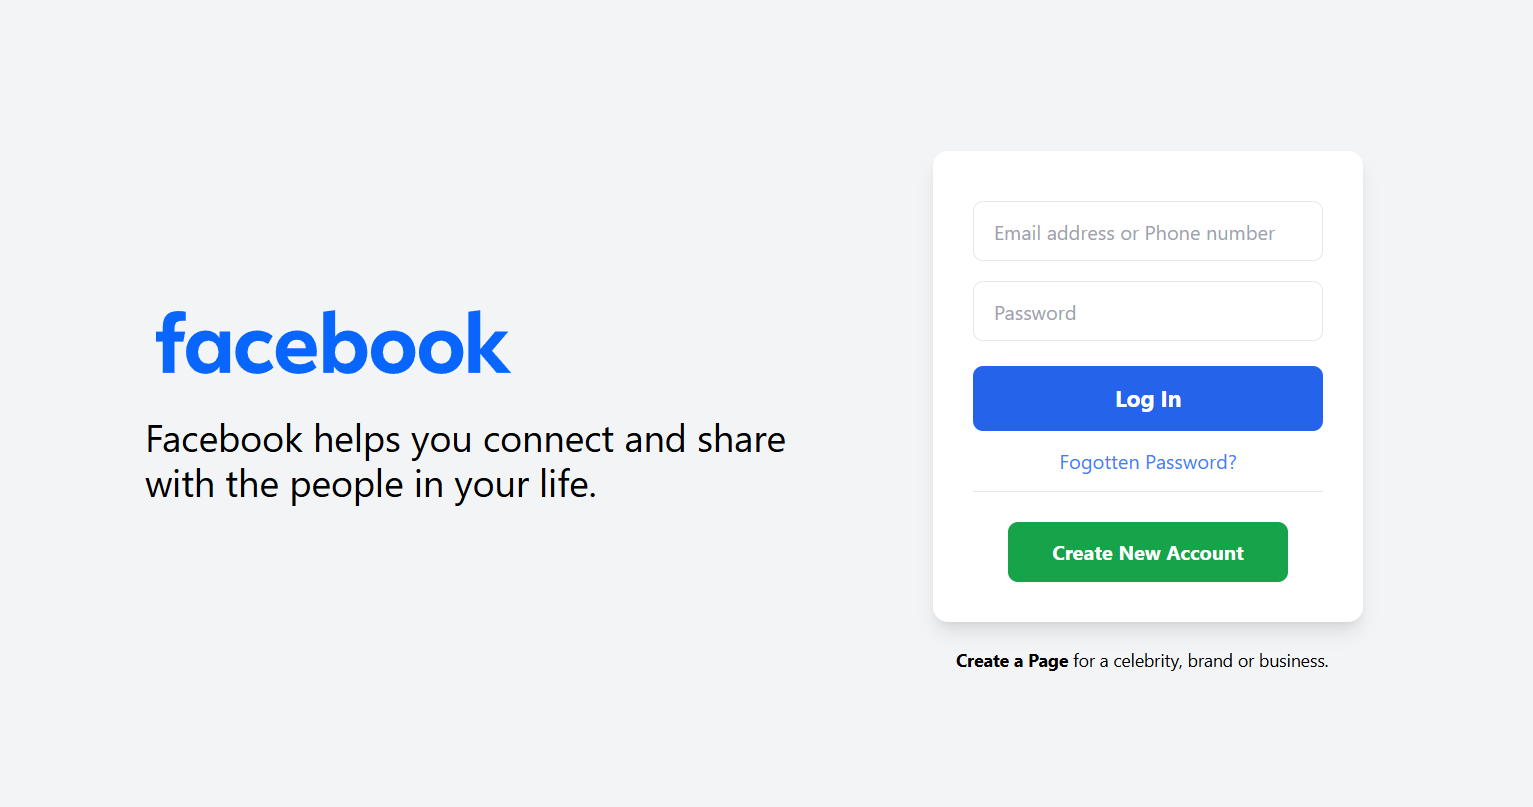 facebook
Facebook helps you connect and share
with the people in your life.
Email address or Phone number
Password
Log In
Fogotten Password?
Create New Account
Create a Page for a celebrity, brand or business.